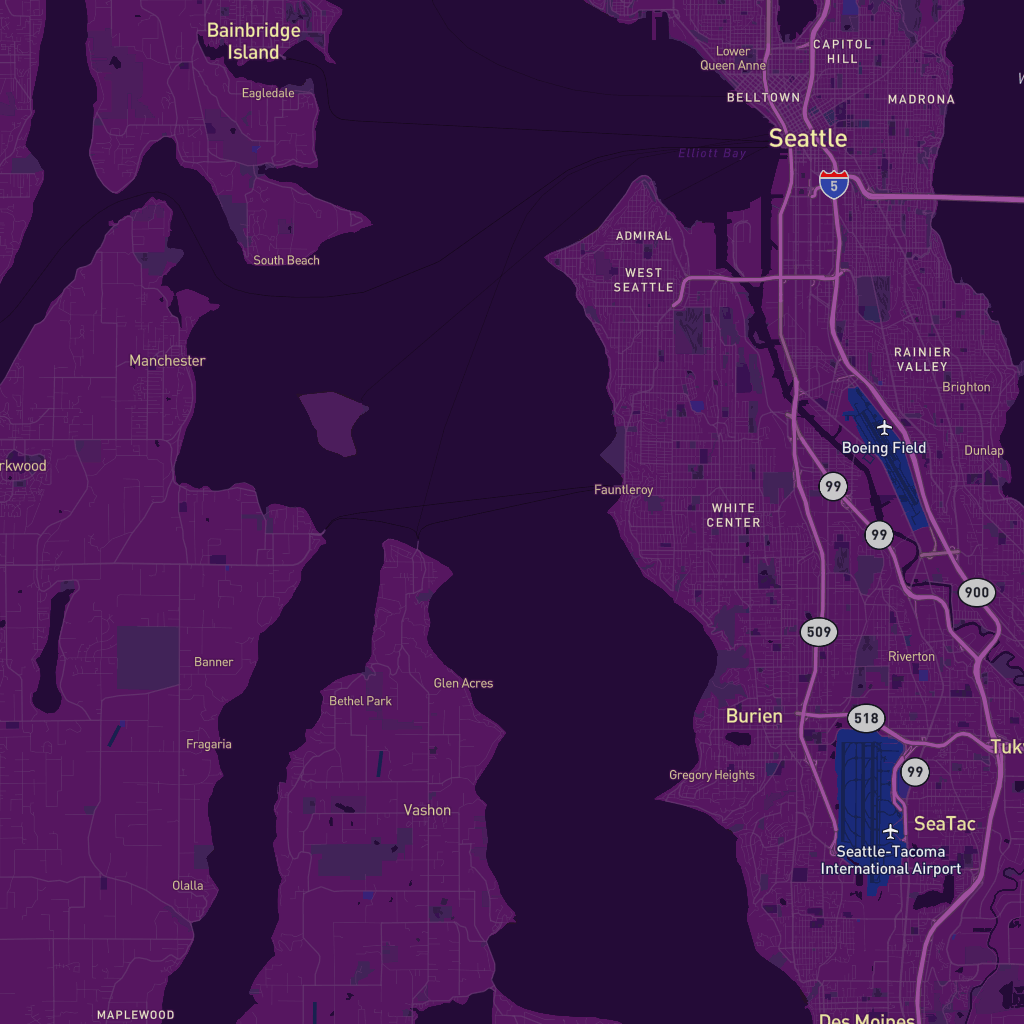 Bainbridge
Island
Eagledale
Lower
Queen Anne
CAPITOL
HILL
BELLTOWN
MADRONA
Seattle
Elliott Bay
5
ADMIRAL
South Beach
WEST
SEATTLE
Manchester
RAINIER
VALLEY
Brighton
Boeing Field
Dunlap
rkwood
99
Fauntleroy
WHITE
CENTER
99
900
509
Riverton
Banner
Glen Acres
Bethel Park
Burien
518
Fragaria
Tuk
Gregory Heights
99
Vashon
SeaTac
Seattle-Tacoma
International Airport
Olalla
MAPLEWOOD
Des Moines